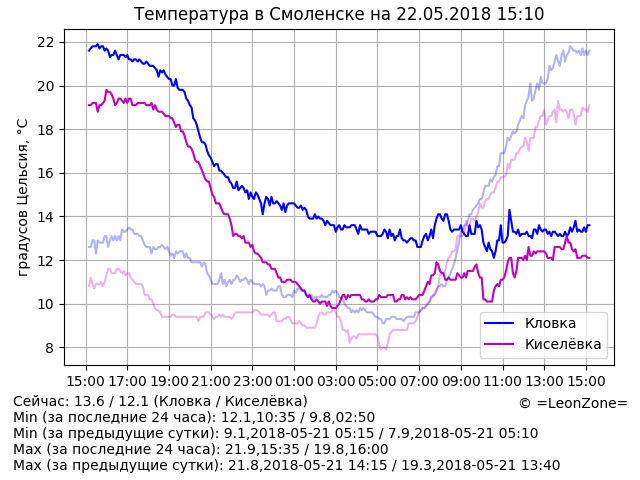 Температура в Смоленске на 22.05.2018 15:10
22
20
18
16
14
12
10
8
градусов Цельсия, °C
Кловка
Киселёвка
15:00 17:00 19:00 21:00 23:00 01:00 03:00 05:00 07:00 09:00 11:00 13:00 15:00
Сейчас: 13.6 / 12.1 (Кловка / Киселёвка)
© =LeonZone=
Min (за последние 24 часа): 12.1,10:35 / 9.8,02:50
Min (за предыдущие сутки): 9.1,2018-05-21 05:15 / 7.9,2018-05-21 05:10
Max (за последние 24 часа): 21.9,15:35 / 19.8,16:00
Max (за предыдущие сутки): 21.8,2018-05-21 14:15 / 19.3,2018-05-21 13:40